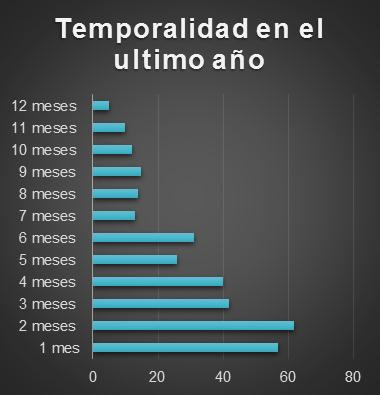 Temporalidad en el
ultimo año
12 meses
11 meses
10 meses
9 meses
8 meses
7 meses
6 meses
5 meses
4 meses
3 meses
2 meses
1 mes
0 20 40 60 80